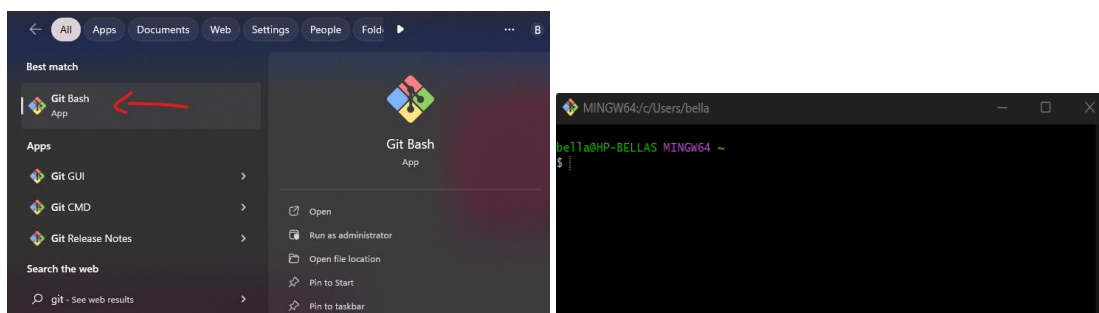 All Apps Documents Web Settings People Fold ... B
Best match
Git Bash
App
Apps
Git GUI
Git CMD
Git Release Notes
Search the web
git - See web results
Git Bash
App
Open
Run as administrator
Open file location
Pin to Start
Pin to taskbar
MINGW64:/c/Users/bella
bella@HP-BELLAS MINGW64 ~
$